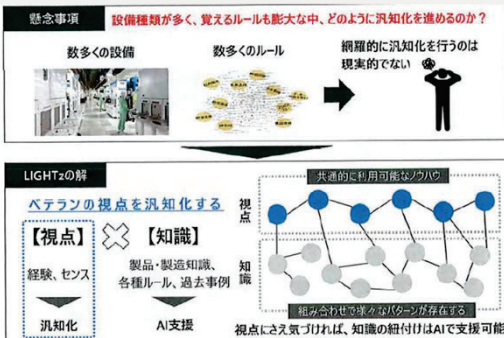 懸念事項
設備種類が多く、覚えるルールも膨大な中、どのように汎知化を進めるのか？
数多くの設備
数多くのルール
網羅的に汎知化を行うのは
現実的でない
LIGHTzの解
ベテランの視点を汎知化する
【視点】
【知識】
経験、センス
製品・製造知識、
各種ルール、過去事例
汎知化
AI支援
共通的に利用可能なノウハウ
視点
知識
組み合わせで様々なパターンが存在する
視点にさえ気づければ、知識の紐付けはAIで支援可能